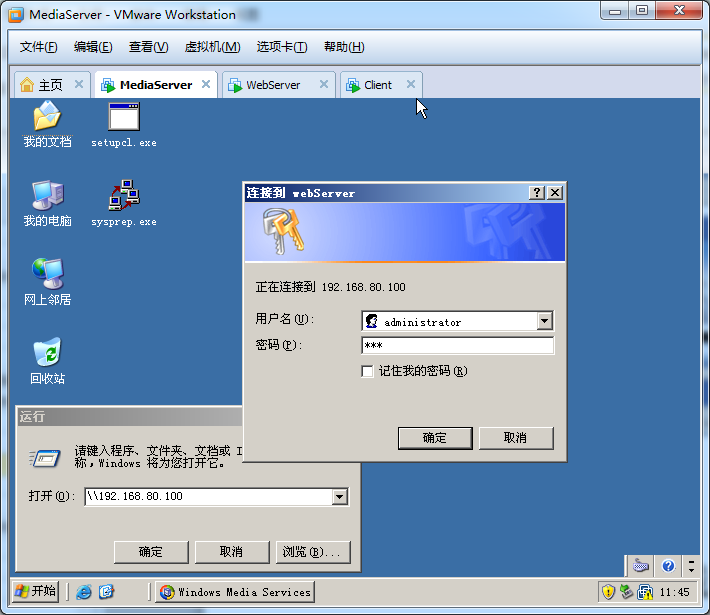 MediaServer - VMware Workstation
文件(F) 编辑(E) 查看(V) 虚拟机(M) 选项卡(T) 帮助(H)
主页 MediaServer WebServer Client
我的文档 setupcl.exe
我的电脑 sysprep.exe
网上邻居
回收站
连接到 webServer
正在连接到 192.168.80.100
用户名(U): administrator
密码(P): ***
记住我的密码(R)
确定 取消
运行
请键入程序、文件夹、文档或 I
称,Windows 将为您打开它。
打开(O): \\192.168.80.100
确定 取消 浏览(B)...
开始 Windows Media Services 11:45